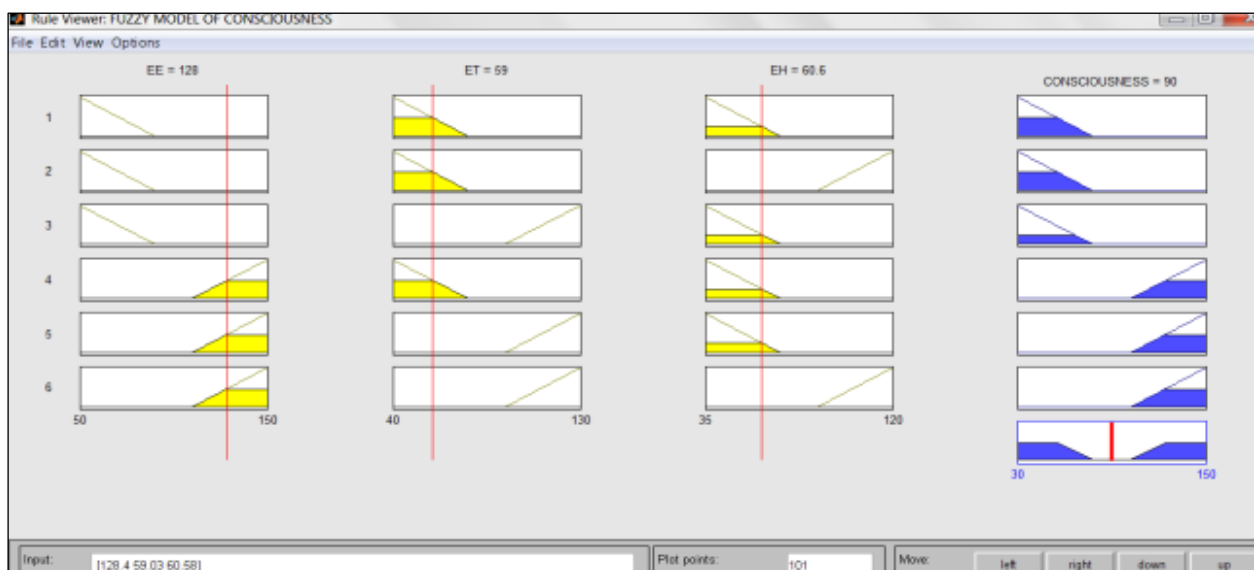 Rule Viewer: FUZZY MODEL OF CONSCIOUSNESS
File Edit View Options
EE = 128
ET = 59
EH = 60.6
CONSCIOUSNESS = 90
1
2
3
4
5
6
50 150
40 130
35 120
30 150
Input: [128.4 59.03 60.58]
Plot points: 101
Move: left right down up